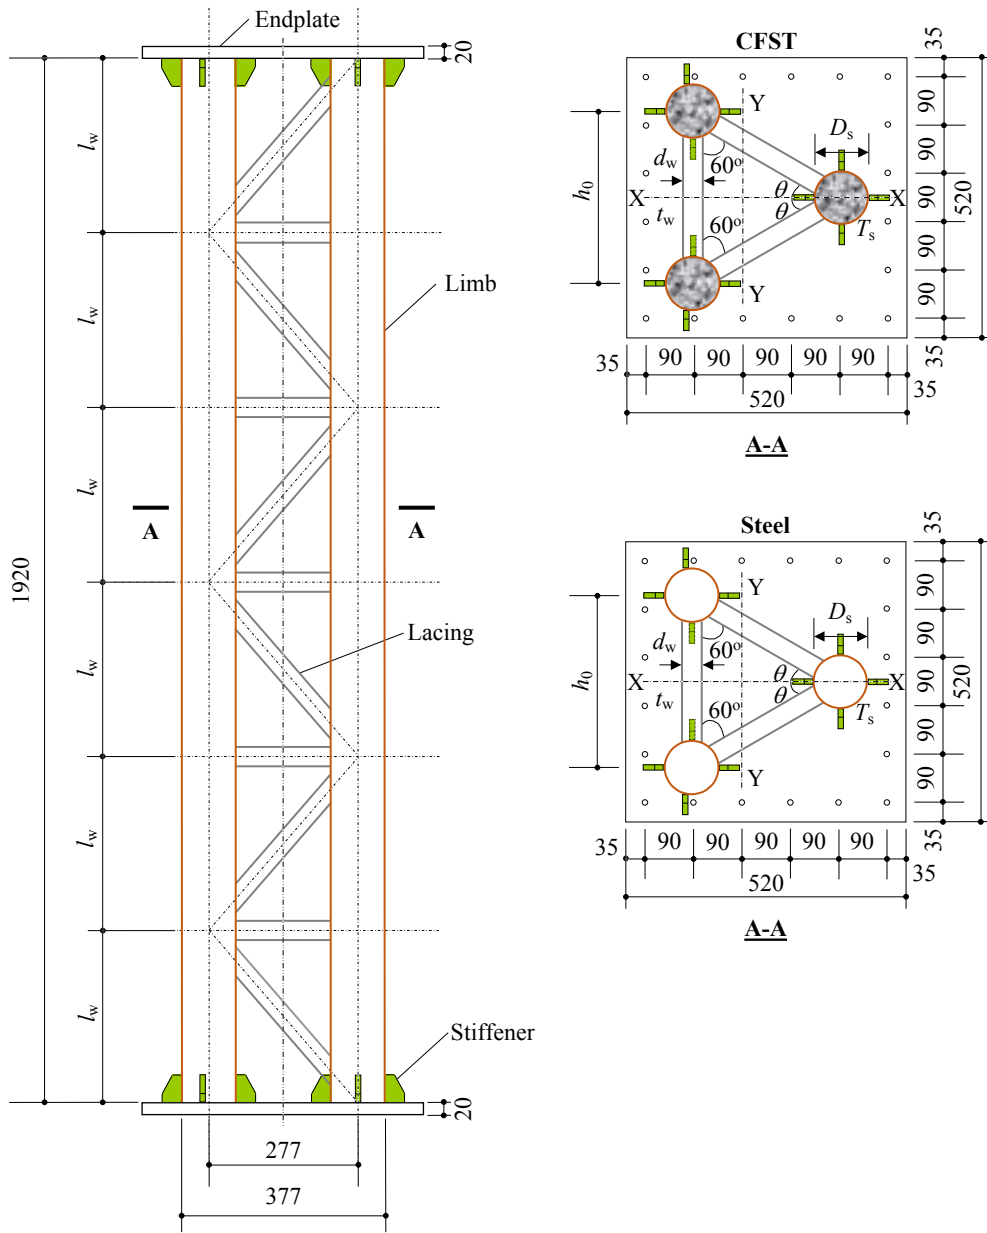 Endplate
20
l_w
l_w
l_w
l_w
l_w
l_w
1920
Limb
A
A
Lacing
Stiffener
20
277
377
CFST
35
90
90
90
90
90
35
520
Y
Y
X
X
D_s
T_s
d_w
t_w
h_0
60°
60°
θ
θ
35
90
90
90
90
90
35
520
A-A
Steel
35
90
90
90
90
90
35
520
Y
Y
X
X
D_s
T_s
d_w
t_w
h_0
60°
60°
θ
θ
35
90
90
90
90
90
35
520
A-A